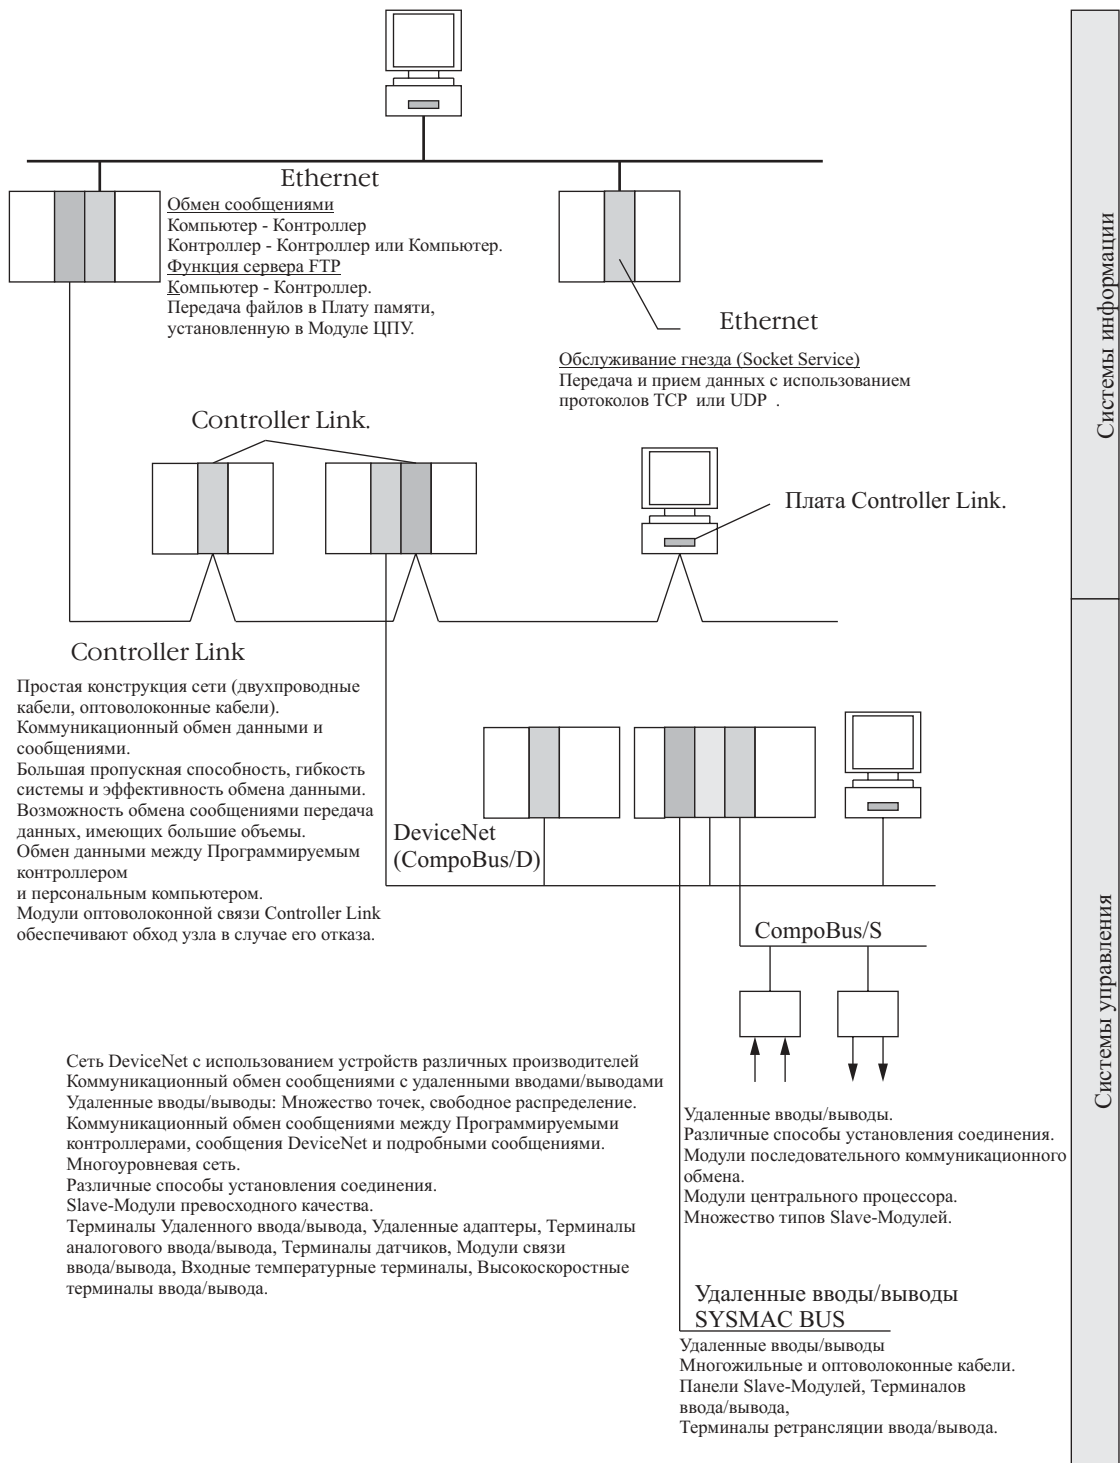 Ethernet
Обмен сообщениями
Компьютер - Контроллер
Контроллер - Контроллер или Компьютер.
Функция сервера FTP
Компьютер - Контроллер.
Передача файлов в Плату памяти,
установленную в Модуле ЦПУ.
Ethernet
Обслуживание гнезда (Socket Service)
Передача и прием данных с использованием
протоколов TCP или UDP .
Системы информации
Controller Link.
Плата Controller Link.
Controller Link
Простая конструкция сети (двухпроводные
кабели, оптоволоконные кабели).
Коммуникационный обмен данными и
сообщениями.
Большая пропускная способность, гибкость
системы и эффективность обмена данными.
Возможность обмена сообщениями передача
данных, имеющих большие объемы.
Обмен данными между Программируемым
контроллером
и персональным компьютером.
Модули оптоволоконной связи Controller Link
обеспечивают обход узла в случае его отказа.
DeviceNet
(CompoBus/D)
CompoBus/S
Системы управления
Сеть DeviceNet с использованием устройств различных производителей
Коммуникационный обмен сообщениями с удаленными вводами/выводами
Удаленные вводы/выводы: Множество точек, свободное распределение.
Коммуникационный обмен сообщениями между Программируемыми
контроллерами, сообщения DeviceNet и подробными сообщениями.
Многоуровневая сеть.
Различные способы установления соединения.
Slave-Модули превосходного качества.
Терминалы Удаленного ввода/вывода, Удаленные адаптеры, Терминалы
аналогового ввода/вывода, Терминалы датчиков, Модули связи
ввода/вывода, Входные температурные терминалы, Высокоскоростные
терминалы ввода/вывода.
Удаленные вводы/выводы.
Различные способы установления соединения.
Модули последовательного коммуникационного
обмена.
Модули центрального процессора.
Множество типов Slave-Модулей.
Удаленные вводы/выводы
SYSMAC BUS
Удаленные вводы/выводы
Многожильные и оптоволоконные кабели.
Панели Slave-Модулей, Терминалов
ввода/вывода,
Терминалы ретрансляции ввода/вывода.